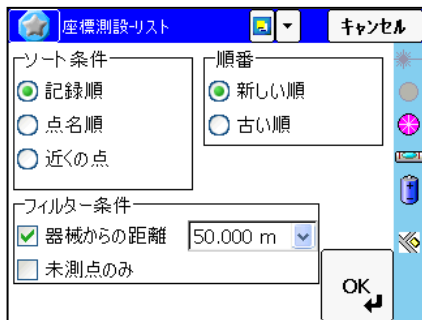 座標測設-リスト
キャンセル
ソート条件
記録順
点名順
近くの点
順番
新しい順
古い順
フィルター条件
器械からの距離 50.000 m
未測点のみ
OK